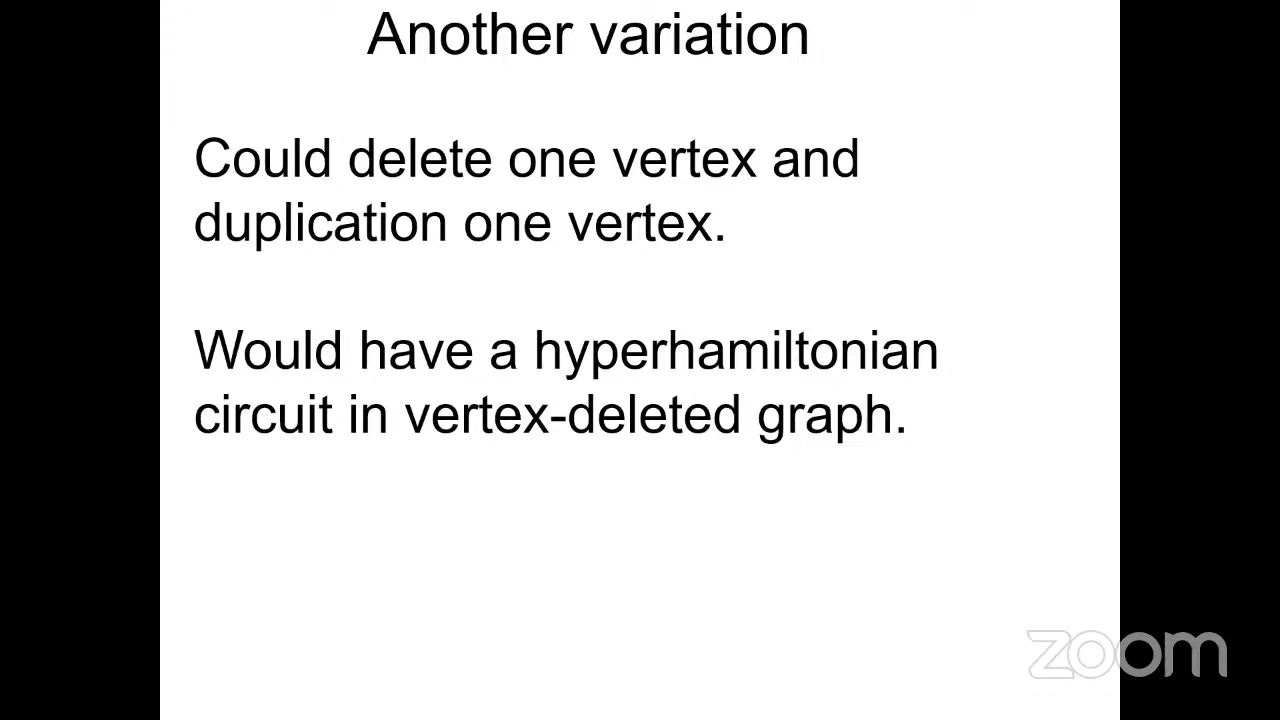 Another variation
Could delete one vertex and
duplication one vertex.
Would have a hyperhamiltonian
circuit in vertex-deleted graph.
zoom